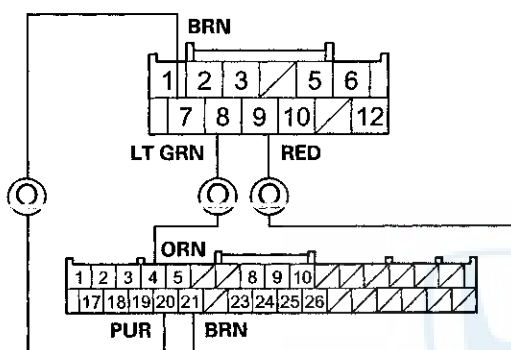 BRN
1 2 3 5 6
7 8 9 10 12
LT GRN RED
Ω Ω Ω
ORN
1 2 3 4 5 8 9 10
17 18 19 20 21 23 24 25 26
PUR BRN